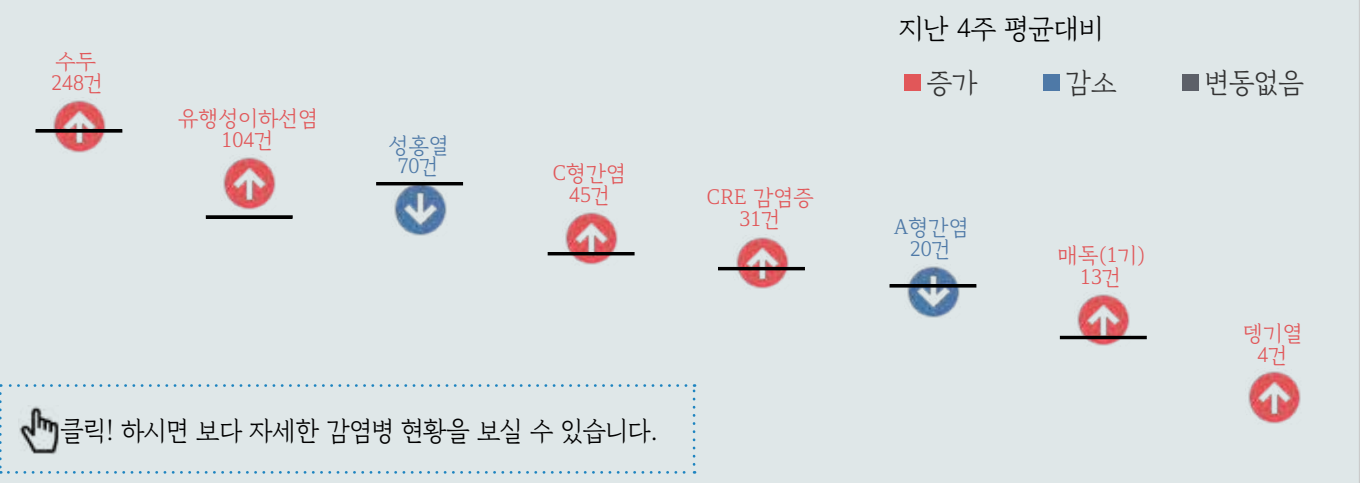 지난 4주 평균대비
증가 감소 변동없음
수두
248건
유행성이하선염
104건
성홍열
70건
C형간염
45건
CRE 감염증
31건
A형간염
20건
매독(1기)
13건
뎅기열
4건
클릭! 하시면 보다 자세한 감염병 현황을 보실 수 있습니다.